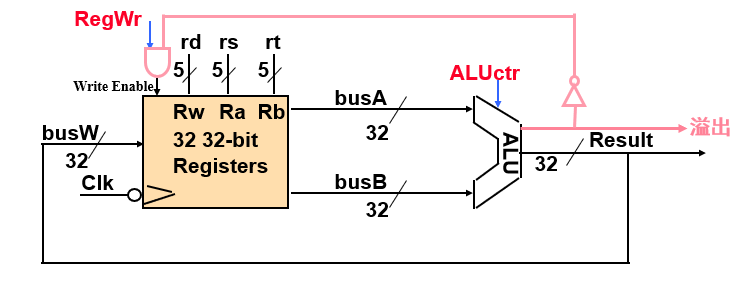 RegWr
rd rs rt
5 5 5
ALUctr
Write Enable
Rw Ra Rb
busA
32
溢出
busW
32
32 32-bit
Registers
ALU
Result
32
Clk
busB
32